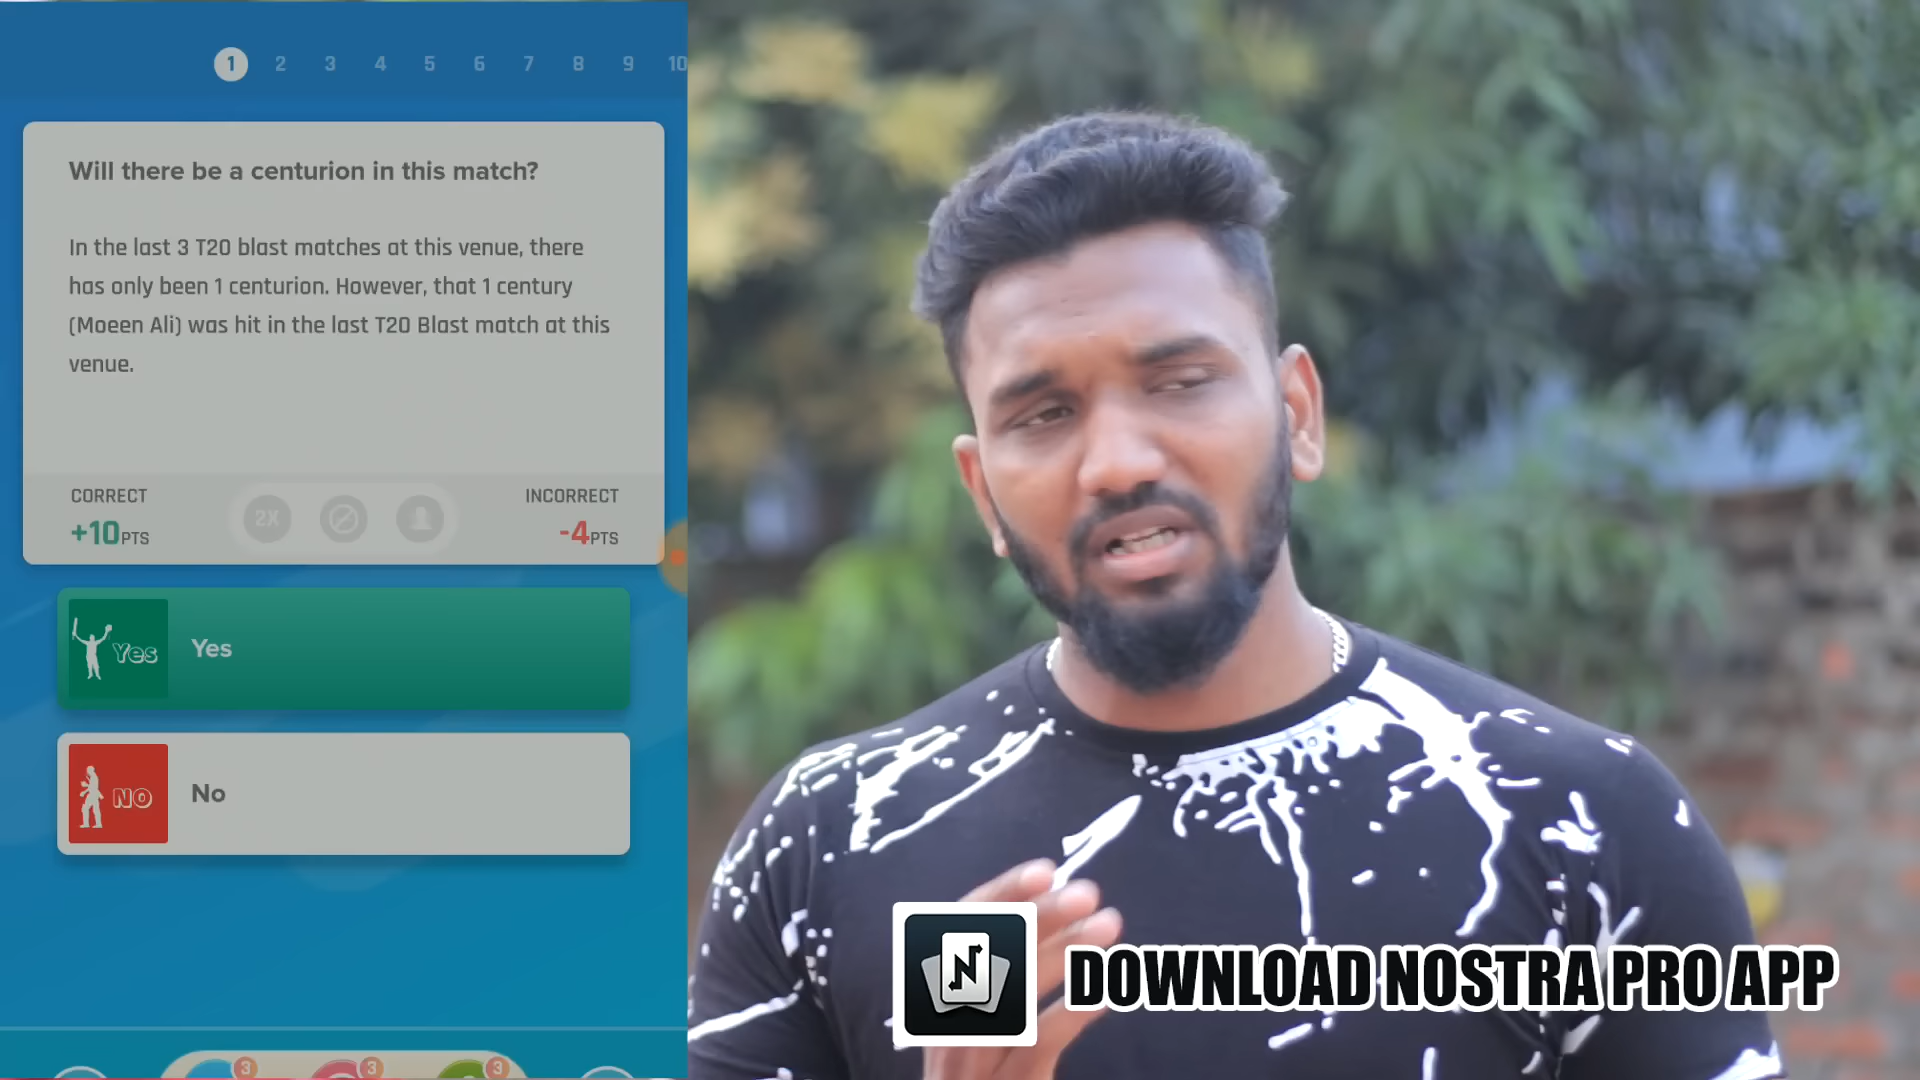 1 2 3 4 5 6 7 8 9 10
Will there be a centurion in this match?
In the last 3 T20 blast matches at this venue, there
has only been 1 centurion. However, that 1 century
(Moeen Ali) was hit in the last T20 Blast match at this
venue.
CORRECT
+10PTS
2X
INCORRECT
-4PTS
Yes
Yes
NO
No
N
DOWNLOAD NOSTRA PRO APP
3
3
3